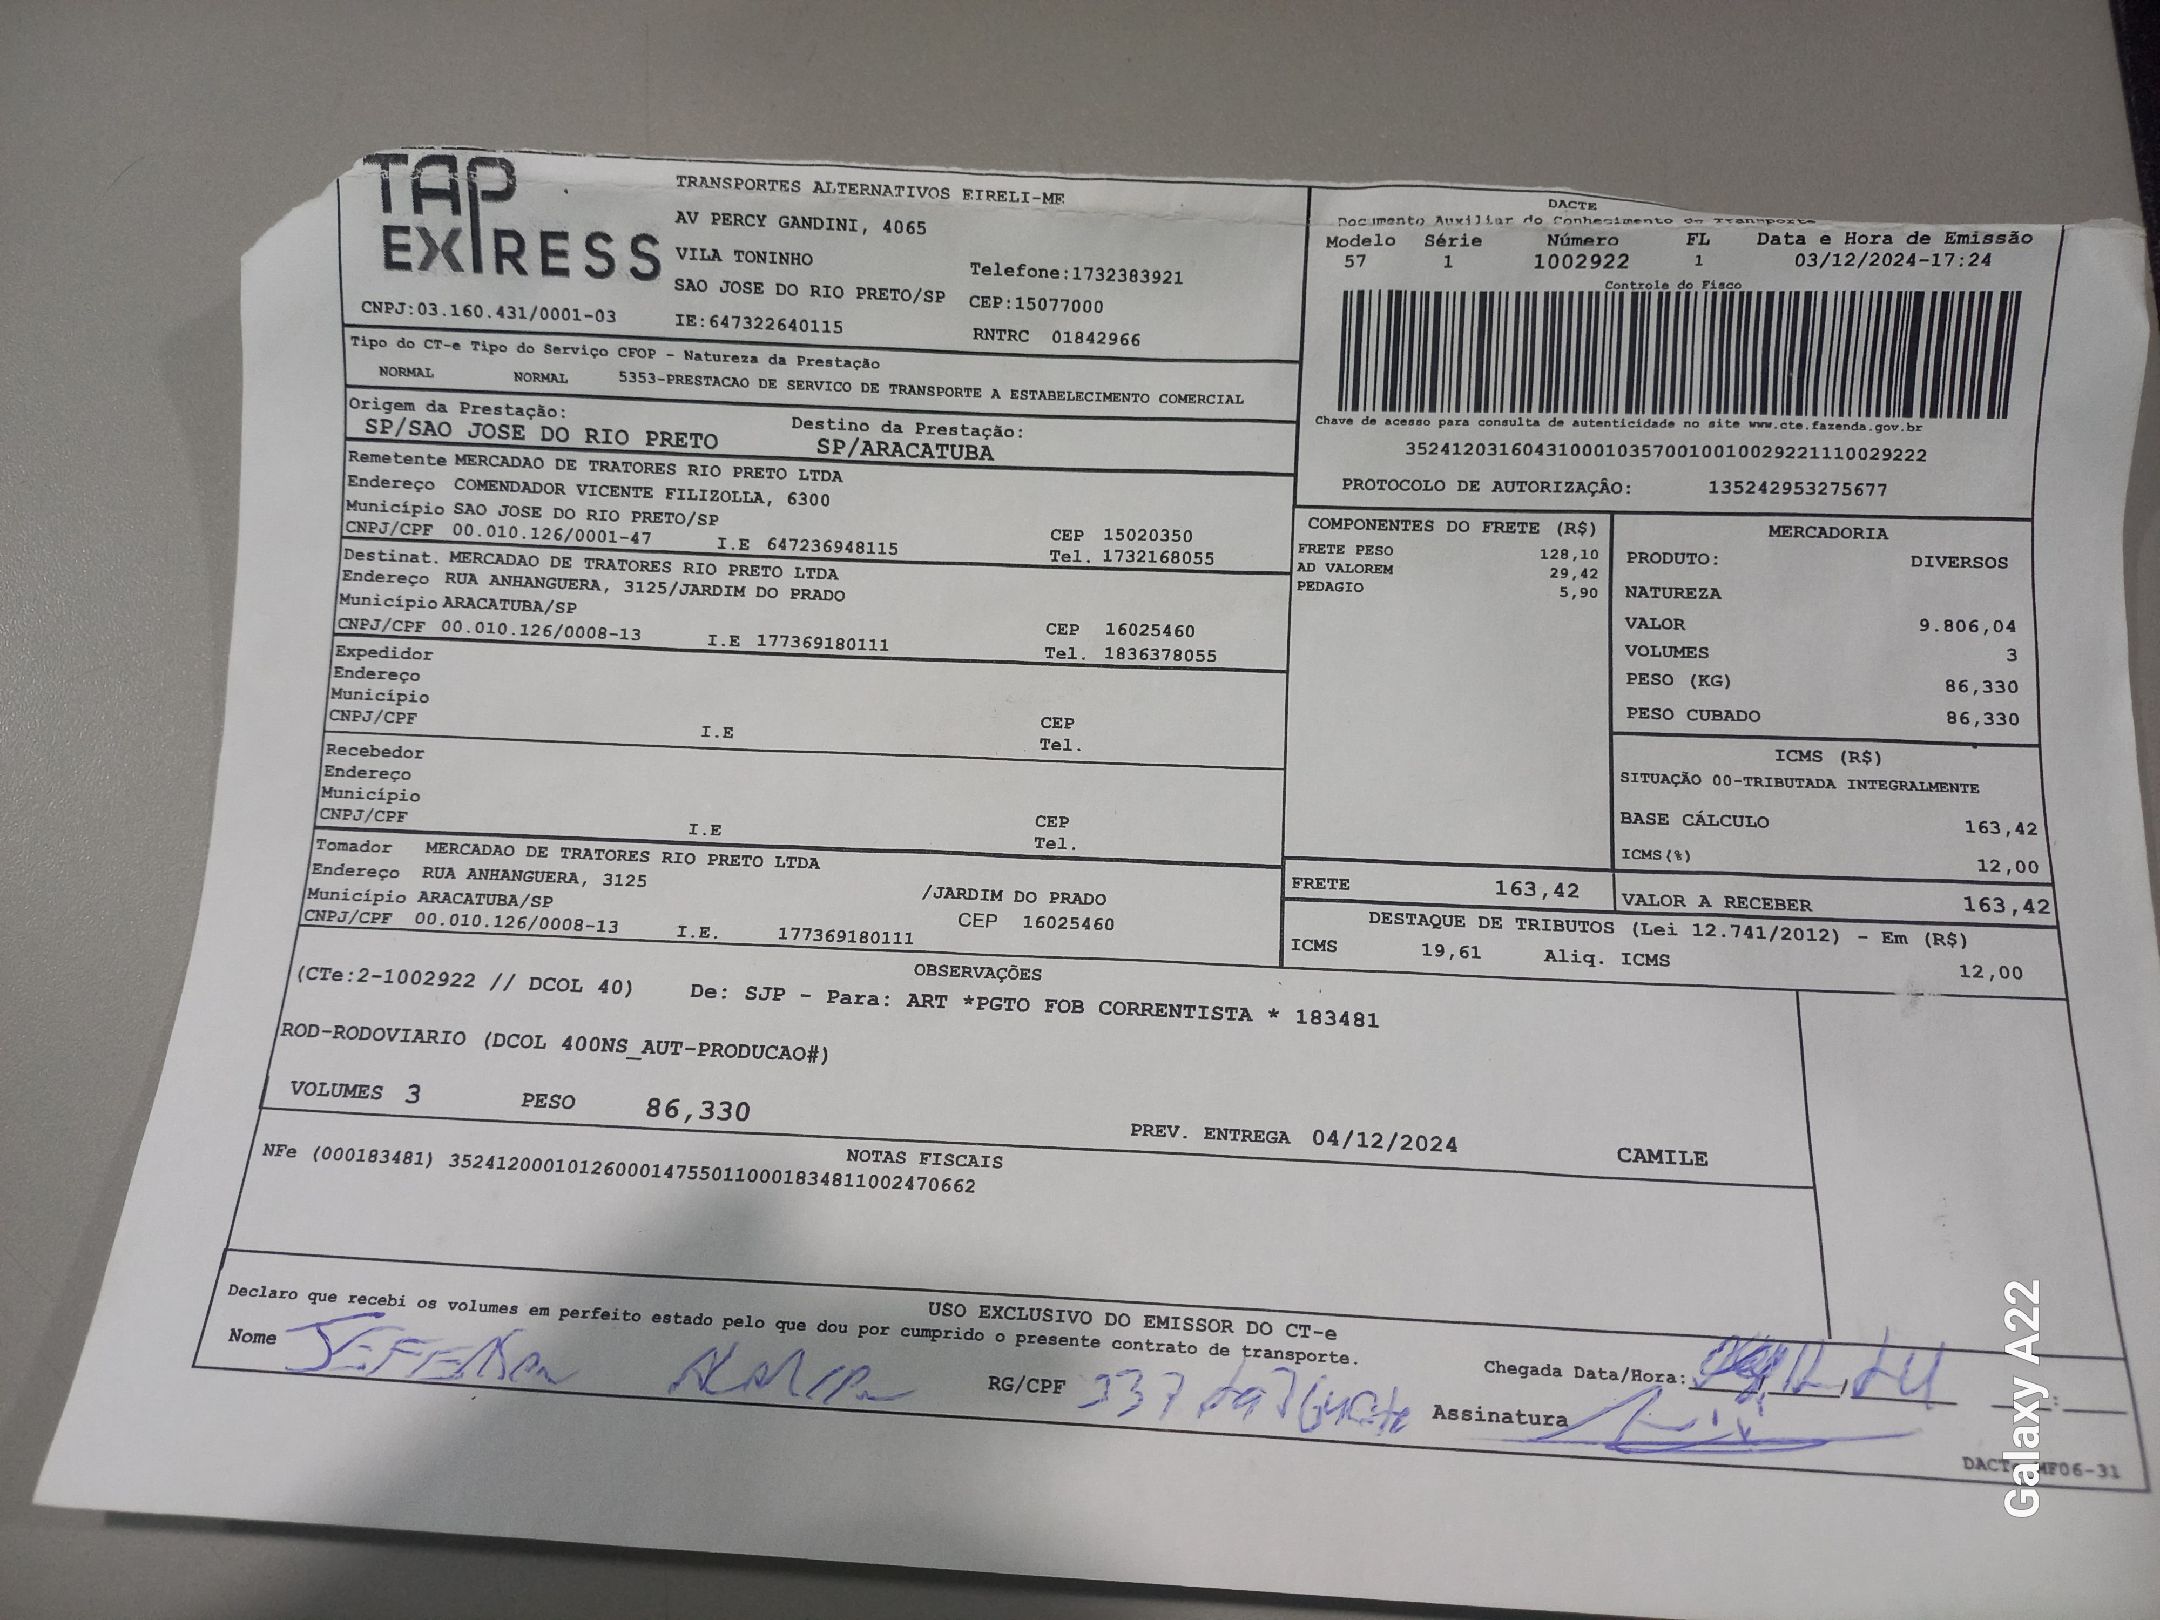 TAP EXPRESS
TRANSPORTES ALTERNATIVOS EIRELI-ME
AV PERCY GANDINI, 4065
VILA TONINHO Telefone:1732383921
SAO JOSE DO RIO PRETO/SP CEP:15077000
CNPJ:03.160.431/0001-03 IE:647322640115 RNTRC 01842966
DACTE
Documento Auxiliar do Conhecimento de Transporte
Modelo Série Número FL Data e Hora de Emissão
57 1 1002922 1 03/12/2024-17:24
Controle do Fisco
Chave de acesso para consulta de autenticidade no site www.cte.fazenda.gov.br
35241203160431000103570010010029221110029222
PROTOCOLO DE AUTORIZAÇÂO: 135242953275677
Tipo do CT-e Tipo do Serviço CFOP - Natureza da Prestação
NORMAL NORMAL 5353-PRESTACAO DE SERVICO DE TRANSPORTE A ESTABELECIMENTO COMERCIAL
Origem da Prestação: Destino da Prestação:
SP/SAO JOSE DO RIO PRETO SP/ARACATUBA
Remetente MERCADAO DE TRATORES RIO PRETO LTDA
Endereço COMENDADOR VICENTE FILIZOLLA, 6300
Município SAO JOSE DO RIO PRETO/SP CEP 15020350
CNPJ/CPF 00.010.126/0001-47 I.E 647236948115 Tel. 1732168055
Destinat. MERCADAO DE TRATORES RIO PRETO LTDA
Endereço RUA ANHANGUERA, 3125/JARDIM DO PRADO
Município ARACATUBA/SP CEP 16025460
CNPJ/CPF 00.010.126/0008-13 I.E 177369180111 Tel. 1836378055
Expedidor
Endereço
Município CEP
CNPJ/CPF I.E Tel.
Recebedor
Endereço
Município CEP
CNPJ/CPF I.E Tel.
Tomador MERCADAO DE TRATORES RIO PRETO LTDA
Endereço RUA ANHANGUERA, 3125 /JARDIM DO PRADO
Município ARACATUBA/SP CEP 16025460
CNPJ/CPF 00.010.126/0008-13 I.E. 177369180111
COMPONENTES DO FRETE (R$)
FRETE PESO 128,10
AD VALOREM 29,42
PEDAGIO 5,90
MERCADORIA
PRODUTO: DIVERSOS
NATUREZA
VALOR 9.806,04
VOLUMES 3
PESO (KG) 86,330
PESO CUBADO 86,330
ICMS (R$)
SITUAÇÃO 00-TRIBUTADA INTEGRALMENTE
BASE CÁLCULO 163,42
ICMS(%) 12,00
FRETE 163,42 VALOR A RECEBER 163,42
DESTAQUE DE TRIBUTOS (Lei 12.741/2012) - Em (R$)
ICMS 19,61 Aliq. ICMS 12,00
OBSERVAÇÕES
(CTe:2-1002922 // DCOL 40) De: SJP - Para: ART *PGTO FOB CORRENTISTA * 183481
ROD-RODOVIARIO (DCOL 400NS_AUT-PRODUCAO#)
VOLUMES 3 PESO 86,330 PREV. ENTREGA 04/12/2024 CAMILE
NOTAS FISCAIS
NFe (000183481) 35241200010126000147550110001834811002470662
USO EXCLUSIVO DO EMISSOR DO CT-e
Declaro que recebi os volumes em perfeito estado pelo que dou por cumprido o presente contrato de transporte.
Nome RG/CPF 337 Chegada Data/Hora:
Assinatura
DACTE
MF06-31
Galaxy A22